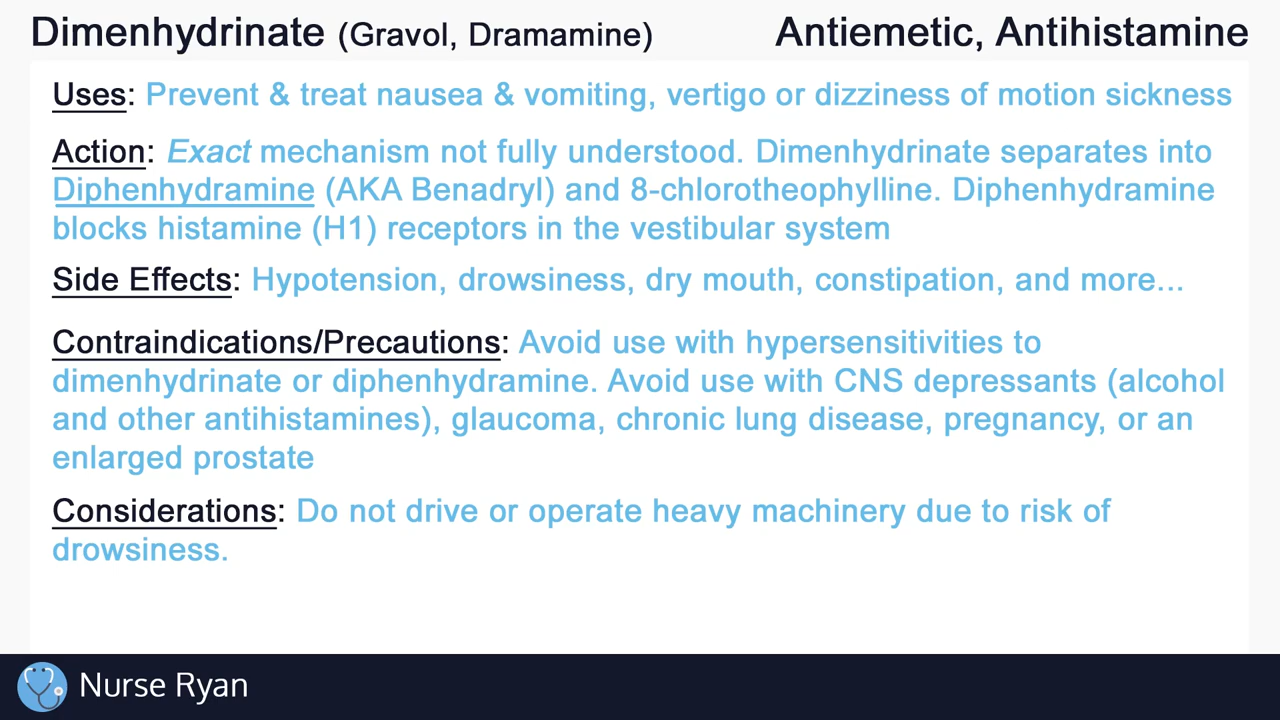 Dimenhydrinate (Gravol, Dramamine) Antiemetic, Antihistamine
Uses: Prevent & treat nausea & vomiting, vertigo or dizziness of motion sickness
Action: Exact mechanism not fully understood. Dimenhydrinate separates into
Diphenhydramine (AKA Benadryl) and 8-chlorotheophylline. Diphenhydramine
blocks histamine (H1) receptors in the vestibular system
Side Effects: Hypotension, drowsiness, dry mouth, constipation, and more...
Contraindications/Precautions: Avoid use with hypersensitivities to
dimenhydrinate or diphenhydramine. Avoid use with CNS depressants (alcohol
and other antihistamines), glaucoma, chronic lung disease, pregnancy, or an
enlarged prostate
Considerations: Do not drive or operate heavy machinery due to risk of
drowsiness.
Nurse Ryan